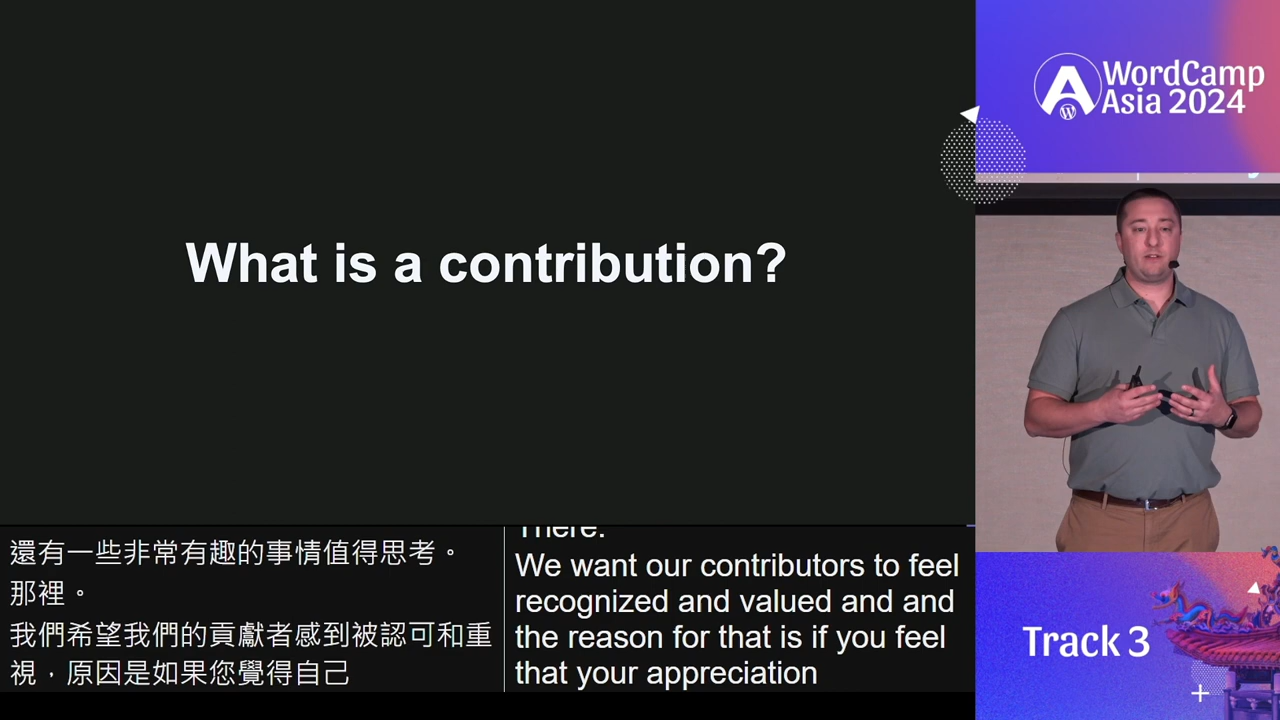 What is a contribution?
WordCamp
Asia 2024
還有一些非常有趣的事情值得思考。
那裡。
我們希望我們的貢獻者感到被認可和重
視，原因是如果您覺得自己
There.
We want our contributors to feel
recognized and valued and and
the reason for that is if you feel
that your appreciation
Track 3